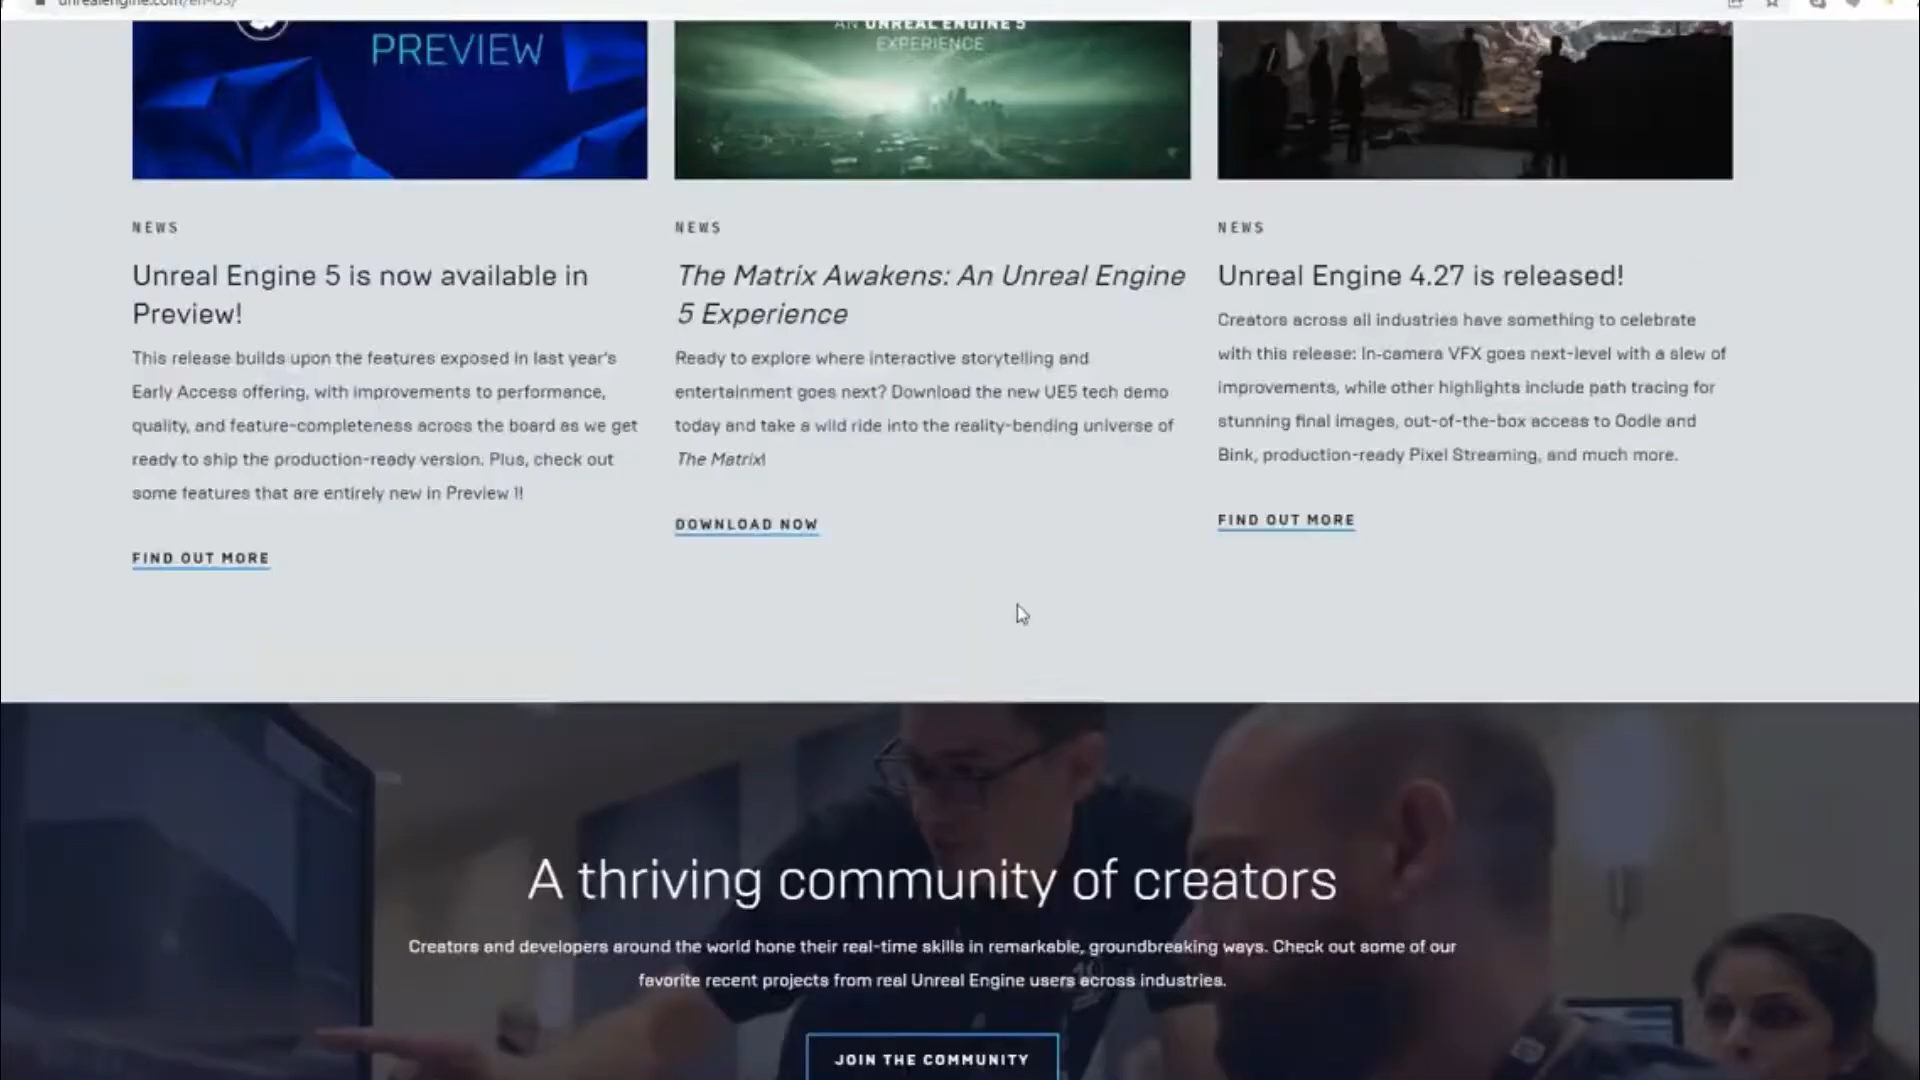 unrealengine.com/en-US/
PREVIEW
AN UNREAL ENGINE 5
EXPERIENCE
NEWS
Unreal Engine 5 is now available in
Preview!
This release builds upon the features exposed in last year's
Early Access offering, with improvements to performance,
quality, and feature-completeness across the board as we get
ready to ship the production-ready version. Plus, check out
some features that are entirely new in Preview 1!
FIND OUT MORE
NEWS
The Matrix Awakens: An Unreal Engine
5 Experience
Ready to explore where interactive storytelling and
entertainment goes next? Download the new UE5 tech demo
today and take a wild ride into the reality-bending universe of
The Matrix!
DOWNLOAD NOW
NEWS
Unreal Engine 4.27 is released!
Creators across all industries have something to celebrate
with this release: In-camera VFX goes next-level with a slew of
improvements, while other highlights include path tracing for
stunning final images, out-of-the-box access to Oodle and
Bink, production-ready Pixel Streaming, and much more.
FIND OUT MORE
A thriving community of creators
Creators and developers around the world hone their real-time skills in remarkable, groundbreaking ways. Check out some of our
favorite recent projects from real Unreal Engine users across industries.
JOIN THE COMMUNITY